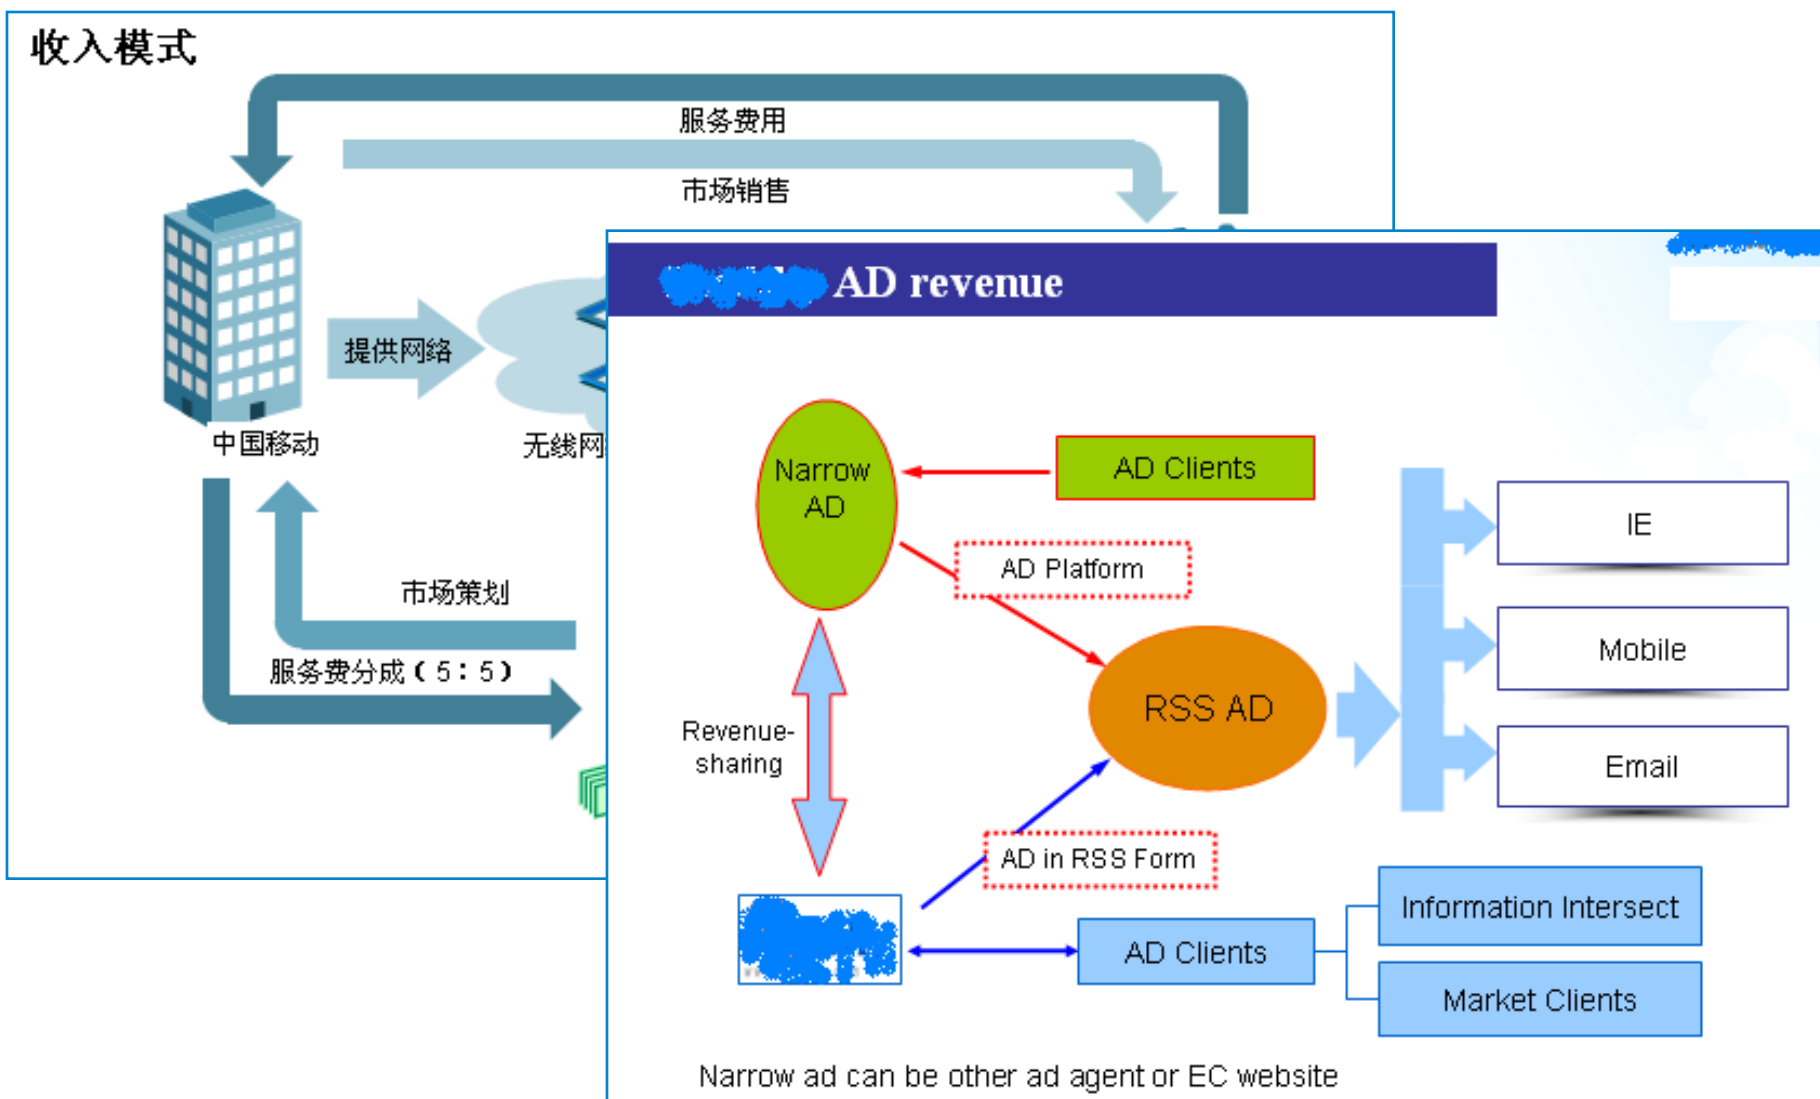 收入模式
服务费用
市场销售
提供网络
中国移动
无线网
市场策划
服务费分成（5：5）
AD revenue
Narrow
AD
AD Clients
AD Platform
RSS AD
IE
Mobile
Email
Revenue-
sharing
AD in RSS Form
AD Clients
Information Intersect
Market Clients
Narrow ad can be other ad agent or EC website